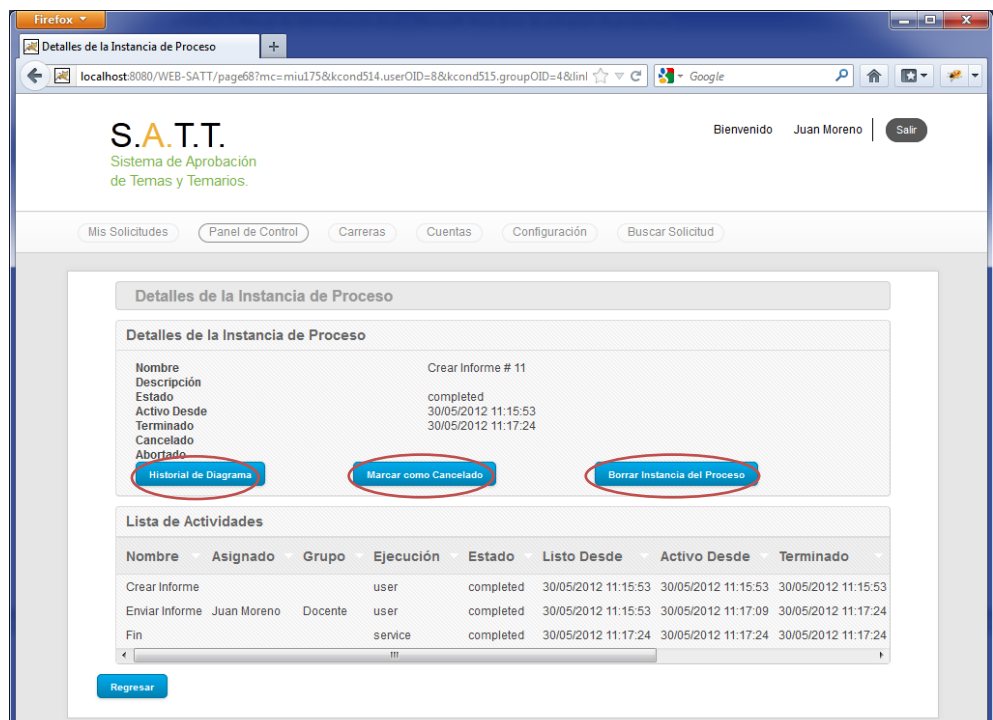 Firefox
Detalles de la Instancia de Proceso
localhost:8080/WEB-SATT/page68?mc=miu175&kcond514.userOID=8&kcond515.groupOID=4&linl
Google
S.A.T.T.
Sistema de Aprobación
de Temas y Temarios.
Bienvenido Juan Moreno Salir
Mis Solicitudes Panel de Control Carreras Cuentas Configuración Buscar Solicitud
Detalles de la Instancia de Proceso
Detalles de la Instancia de Proceso
Nombre Crear Informe # 11
Descripción
Estado completed
Activo Desde 30/05/2012 11:15:53
Terminado 30/05/2012 11:17:24
Cancelado
Abortado
Historial de Diagrama Marcar como Cancelado Borrar Instancia del Proceso
Lista de Actividades
Nombre Asignado Grupo Ejecución Estado Listo Desde Activo Desde Terminado
Crear Informe user completed 30/05/2012 11:15:53 30/05/2012 11:15:53 30/05/2012 11:15:53
Enviar Informe Juan Moreno Docente user completed 30/05/2012 11:15:53 30/05/2012 11:17:09 30/05/2012 11:17:24
Fin service completed 30/05/2012 11:17:24 30/05/2012 11:17:24 30/05/2012 11:17:24
Regresar